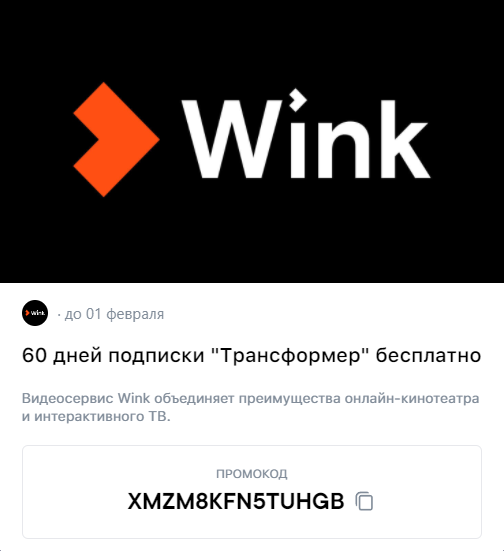 Wink
wink · до 01 февраля
60 дней подписки "Трансформер" бесплатно
Видеосервис Wink объединяет преимущества онлайн-кинотеатра
и интерактивного ТВ.
ПРОМОКОД
XMZM8KFN5TUHGB